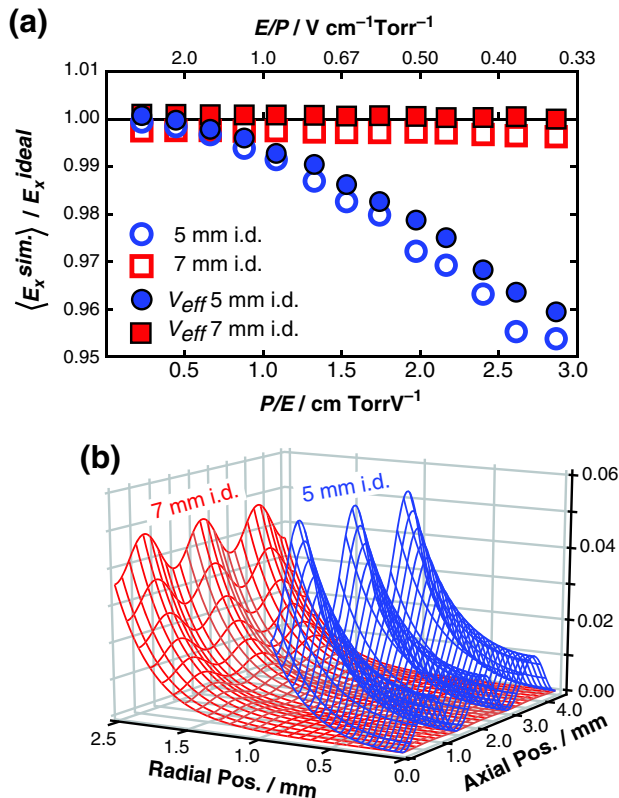 (a)
E/P / V cm⁻¹Torr⁻¹
2.0 1.0 0.67 0.50 0.40 0.33
1.01
1.00
0.99
0.98
0.97
0.96
0.95
⟨Eₓ sim.⟩ / Eₓ ideal
5 mm i.d.
7 mm i.d.
V_eff 5 mm i.d.
V_eff 7 mm i.d.
0.5 1.0 1.5 2.0 2.5 3.0
P/E / cm TorrV⁻¹
(b)
7 mm i.d.
5 mm i.d.
0.06
0.04
0.02
0.00
2.5 1.5 1.0 0.5 0.0
Radial Pos. / mm
1.0 2.0 3.0 4.0
Axial Pos. / mm